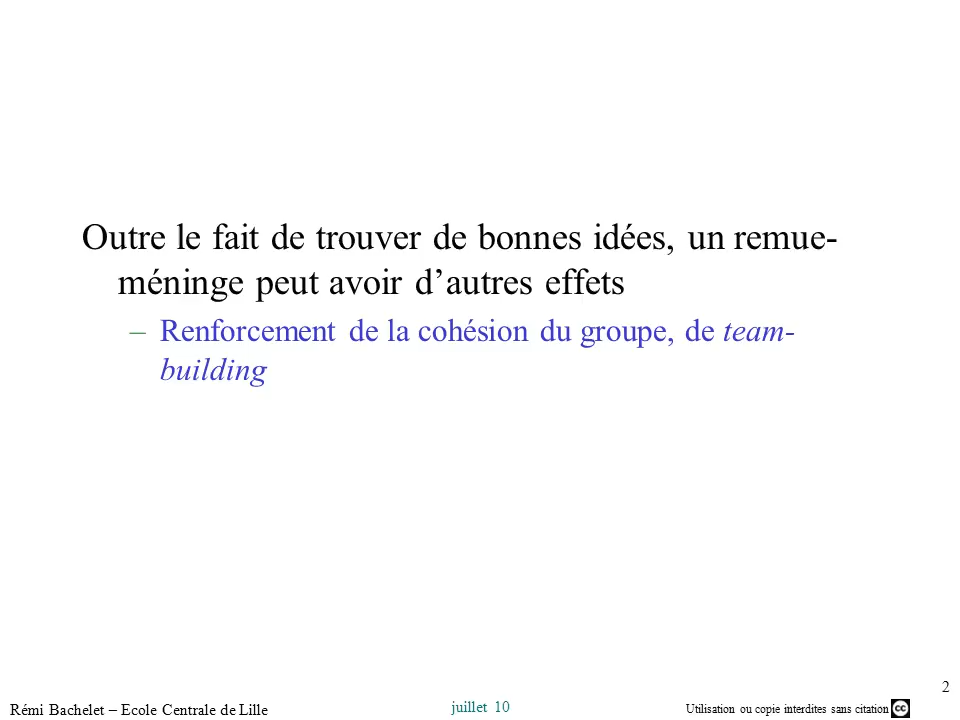 Outre le fait de trouver de bonnes idées, un remue-
méninge peut avoir d’autres effets
– Renforcement de la cohésion du groupe, de team-
building
2
Rémi Bachelet – Ecole Centrale de Lille
juillet 10
Utilisation ou copie interdites sans citation
cc